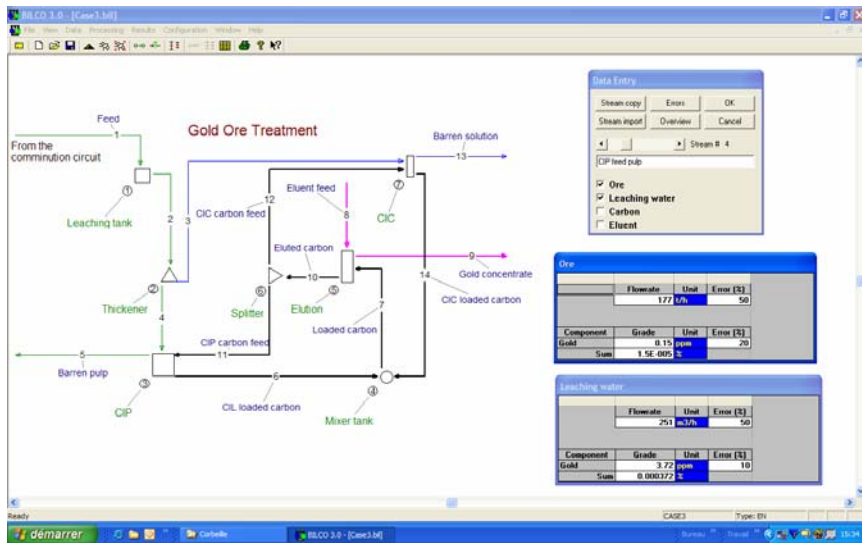 BILCO 3.0 - [Case3.bil]
File View Data Processing Results Configuration Window Help
Gold Ore Treatment
Feed
1
From the
comminution circuit
1
Leaching tank
2
3
CIC carbon feed
12
Eluent feed
8
7
CIC
Barren solution
13
Eluted carbon
10
9
Gold concentrate
14
CIC loaded carbon
2
Thickener
6
Splitter
5
Elution
7
Loaded carbon
4
5
Barren pulp
CIP carbon feed
11
3
CIP
6
CIL loaded carbon
4
Mixer tank
Data Entry
Stream copy Errors OK
Stream import Overview Cancel
Stream # 4
CIP feed pulp
Ore
Leaching water
Carbon
Eluent
Ore
Flowrate Unit Error (%)
177 t/h 50
Component Grade Unit Error (%)
Gold 0.15 ppm 20
Sum 1.5E-005 %
Leaching water
Flowrate Unit Error (%)
251 m3/h 50
Component Grade Unit Error (%)
Gold 3.72 ppm 10
Sum 0.000372 %
Ready CASE3 Type: EN
démarrer Corbeille BILCO 3.0 - [Case3.bil] Bureau Travail 15:34